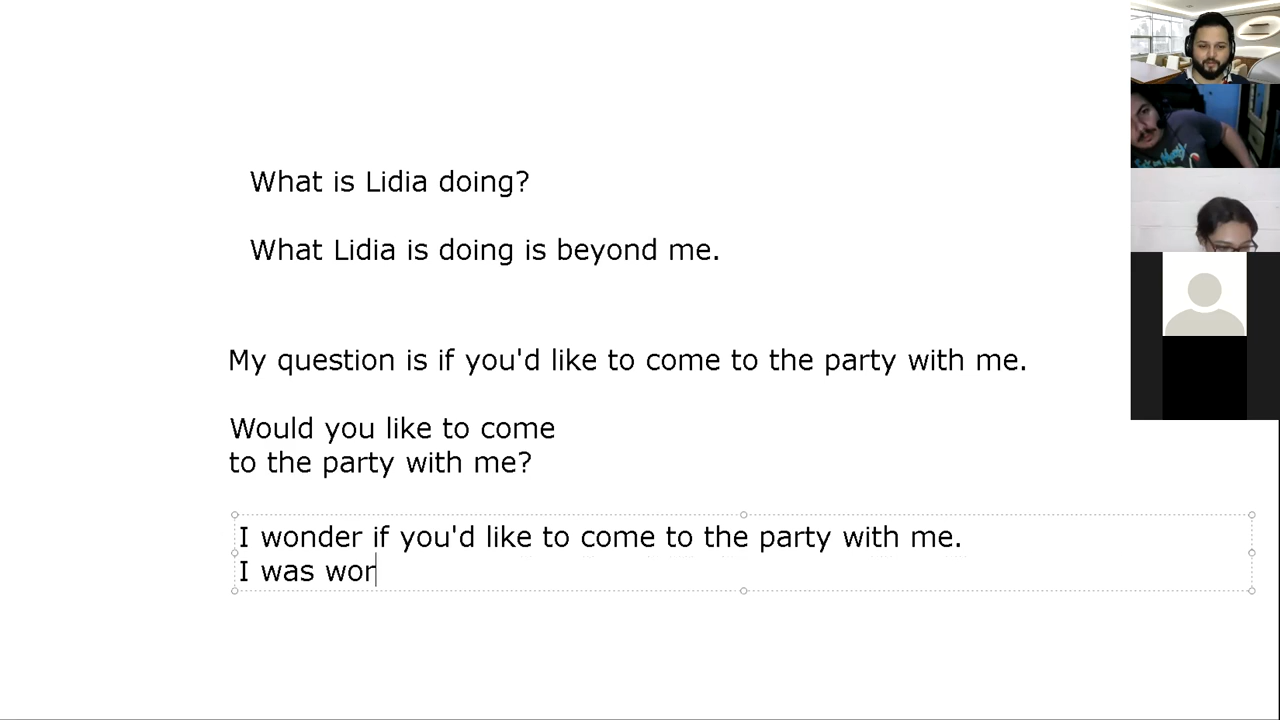 What is Lidia doing?
What Lidia is doing is beyond me.
My question is if you'd like to come to the party with me.
Would you like to come
to the party with me?
I wonder if you'd like to come to the party with me.
I was wor